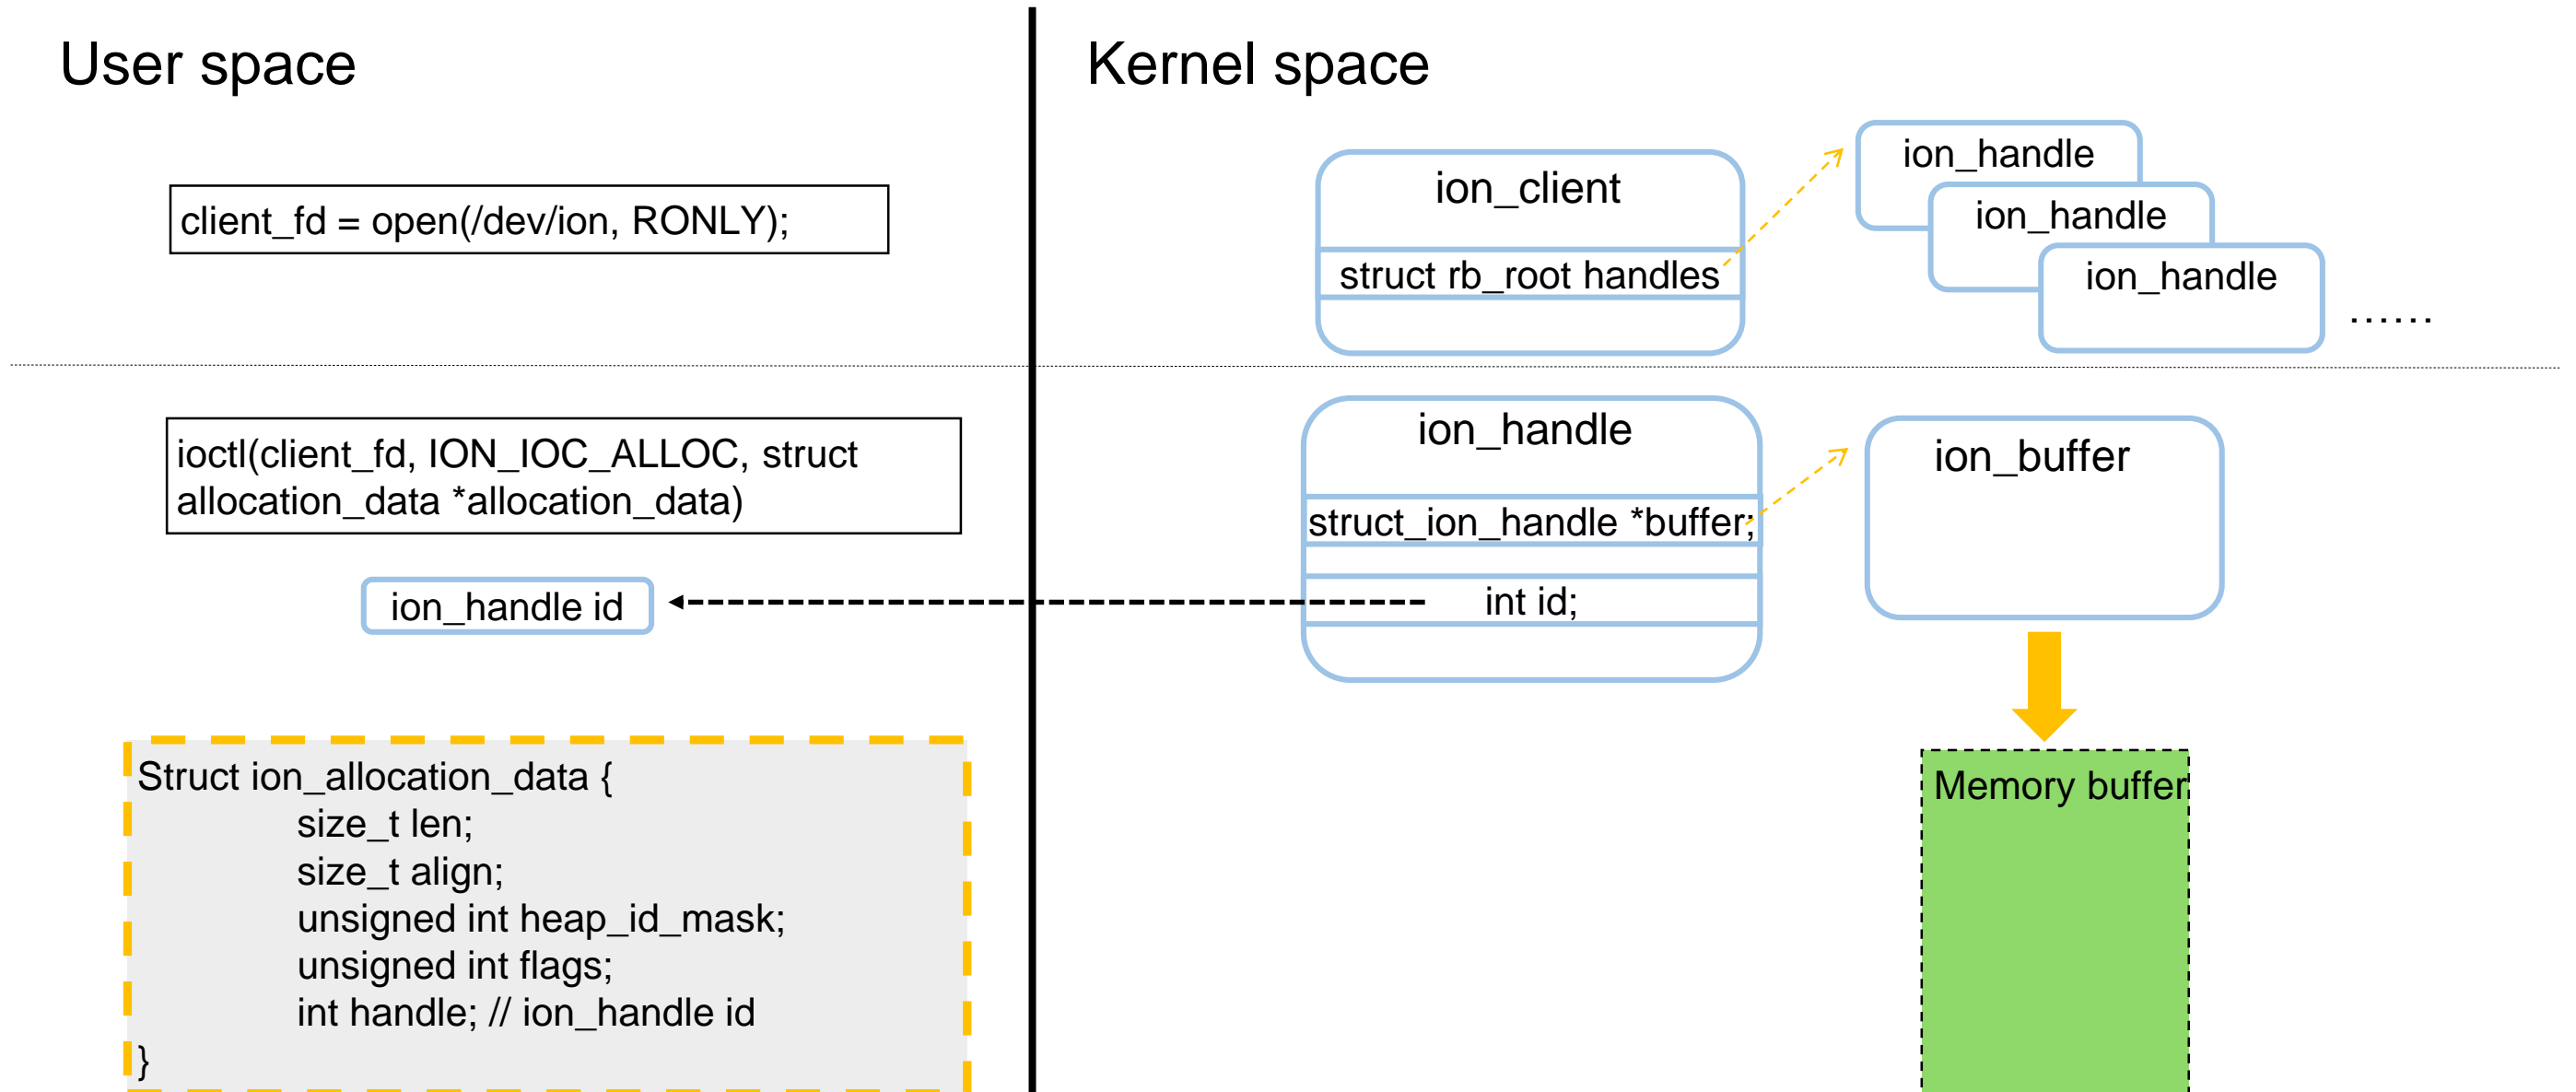 User space
Kernel space
client_fd = open(/dev/ion, RONLY);
ion_client
struct rb_root handles
ion_handle
ion_handle
ion_handle
......
ioctl(client_fd, ION_IOC_ALLOC, struct
allocation_data *allocation_data)
ion_handle id
ion_handle
struct_ion_handle *buffer;
int id;
ion_buffer
Struct ion_allocation_data {
size_t len;
size_t align;
unsigned int heap_id_mask;
unsigned int flags;
int handle; // ion_handle id
}
Memory buffer